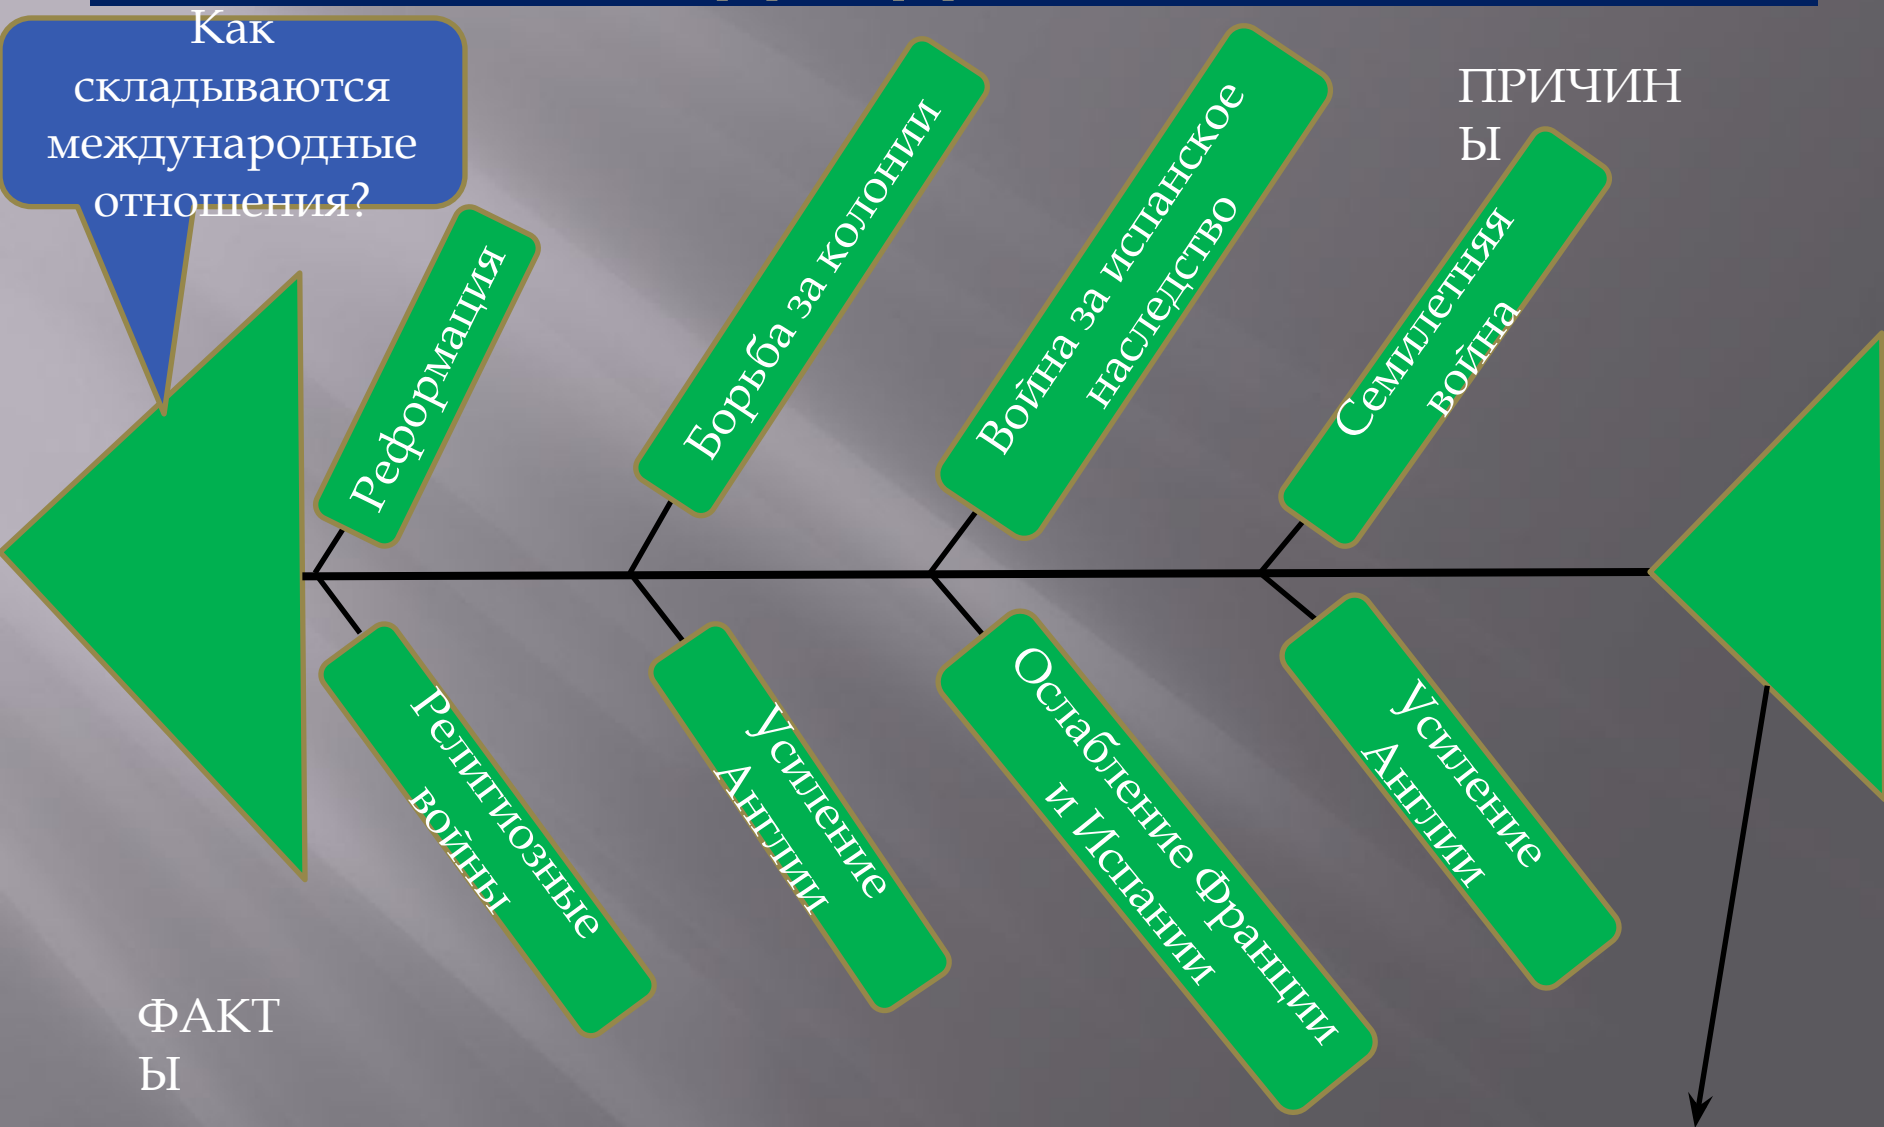 Как
складываются
международные
отношения?
ПРИЧИН
Ы
Реформация
Борьба за колонии
Война за испанское
наследство
Семилетняя
война
Религиозные
войны
Усиление
Англии
Ослабление Франции
и Испании
Усиление
Англии
ФАКТ
Ы